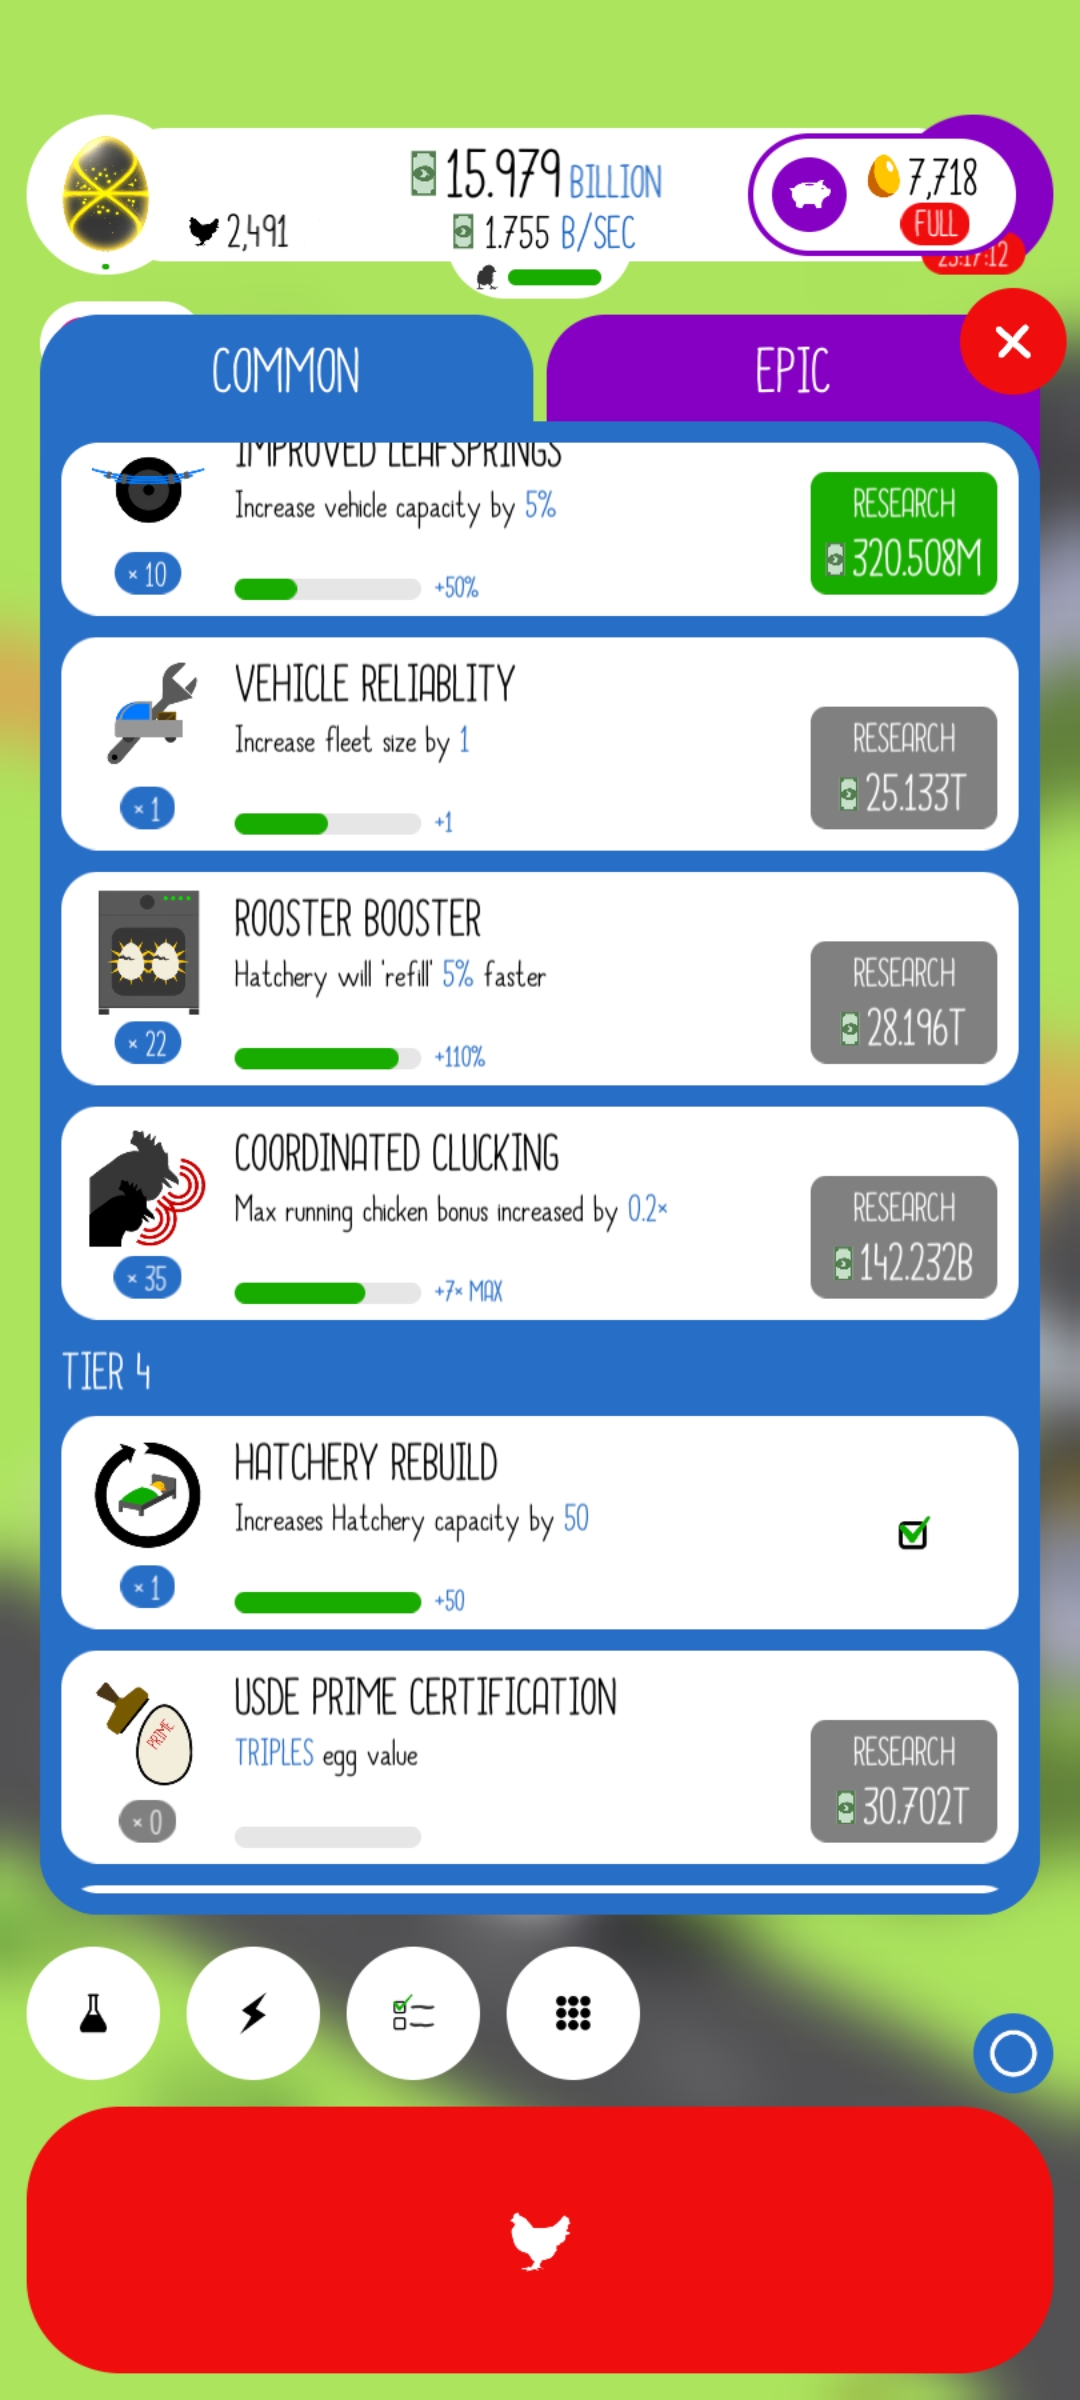 15.979 BILLION
2,491
1.755 B/SEC
7,718
FULL
COMMON
EPIC
IMPROVED LEAFSPRINGS
Increase vehicle capacity by 5%
× 10
+50%
RESEARCH
320.508M
VEHICLE RELIABLITY
Increase fleet size by 1
× 1
+1
RESEARCH
25.133T
ROOSTER BOOSTER
Hatchery will 'refill' 5% faster
× 22
+110%
RESEARCH
28.196T
COORDINATED CLUCKING
Max running chicken bonus increased by 0.2×
× 35
+7× MAX
RESEARCH
142.232B
TIER 4
HATCHERY REBUILD
Increases Hatchery capacity by 50
× 1
+50
USDE PRIME CERTIFICATION
PRIME
TRIPLES egg value
× 0
RESEARCH
30.702T